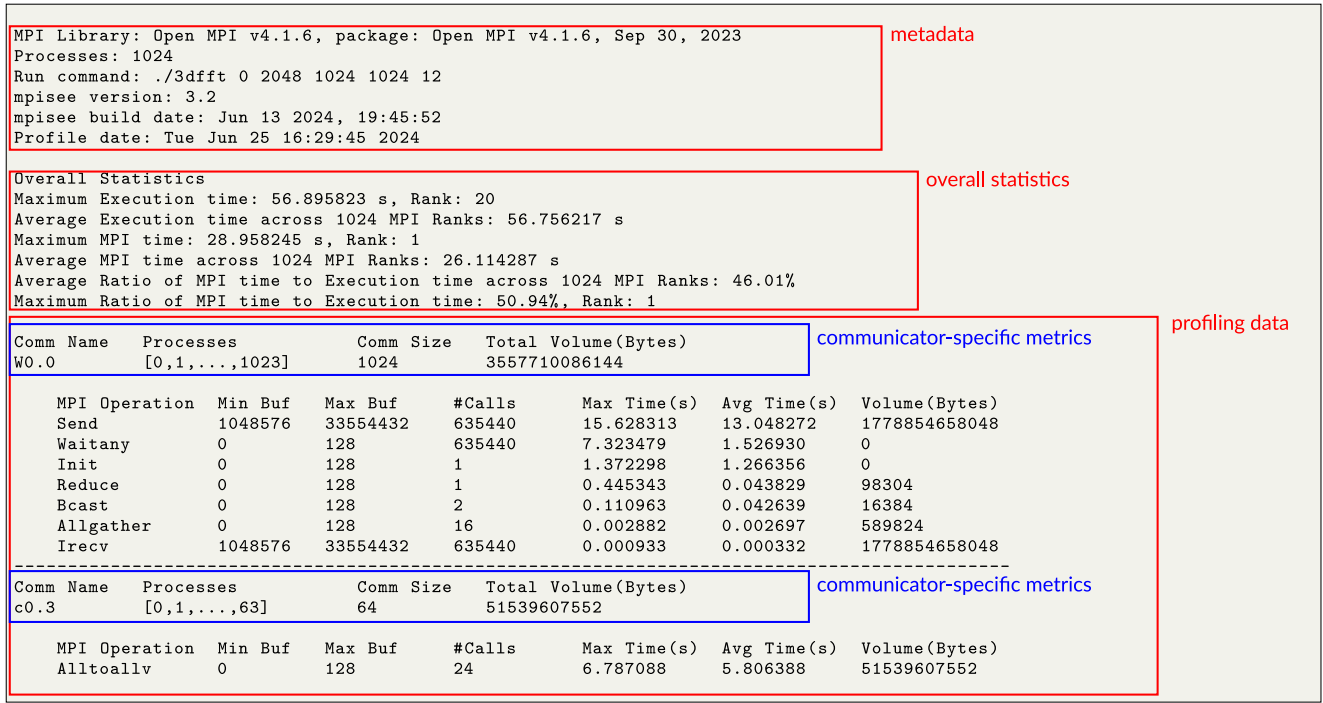 MPI Library: Open MPI v4.1.6, package: Open MPI v4.1.6, Sep 30, 2023
metadata
Processes: 1024
Run command: ./3dfft 0 2048 1024 1024 12
mpisee version: 3.2
mpisee build date: Jun 13 2024, 19:45:52
Profile date: Tue Jun 25 16:29:45 2024
Overall Statistics
overall statistics
Maximum Execution time: 56.895823 s, Rank: 20
Average Execution time across 1024 MPI Ranks: 56.756217 s
Maximum MPI time: 28.958245 s, Rank: 1
Average MPI time across 1024 MPI Ranks: 26.114287 s
Average Ratio of MPI time to Execution time across 1024 MPI Ranks: 46.01%
Maximum Ratio of MPI time to Execution time: 50.94%, Rank: 1
profiling data
Comm Name Processes Comm Size Total Volume(Bytes)
communicator-specific metrics
W0.0 [0,1,...,1023] 1024 3557710086144
MPI Operation Min Buf Max Buf #Calls Max Time(s) Avg Time(s) Volume(Bytes)
Send 1048576 33554432 635440 15.628313 13.048272 1778854658048
Waitany 0 128 635440 7.323479 1.526930 0
Init 0 128 1 1.372298 1.266356 0
Reduce 0 128 1 0.445343 0.043829 98304
Bcast 0 128 2 0.110963 0.042639 16384
Allgather 0 128 16 0.002882 0.002697 589824
Irecv 1048576 33554432 635440 0.000933 0.000332 1778854658048
---------------------------------------------------------------------------------------------
Comm Name Processes Comm Size Total Volume(Bytes)
communicator-specific metrics
c0.3 [0,1,...,63] 64 51539607552
MPI Operation Min Buf Max Buf #Calls Max Time(s) Avg Time(s) Volume(Bytes)
Alltoallv 0 128 24 6.787088 5.806388 51539607552